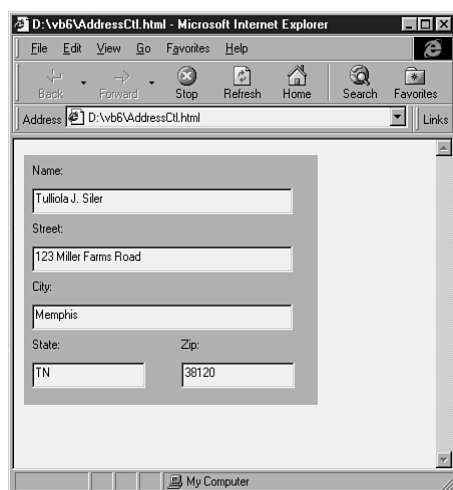 D:\vb6\AddressCtl.html - Microsoft Internet Explorer
File Edit View Go Favorites Help
Back Forward Stop Refresh Home Search Favorites
Address D:\vb6\AddressCtl.html Links
Name:
Tulliola J. Siler
Street:
123 Miller Farms Road
City:
Memphis
State: Zip:
TN 38120
My Computer